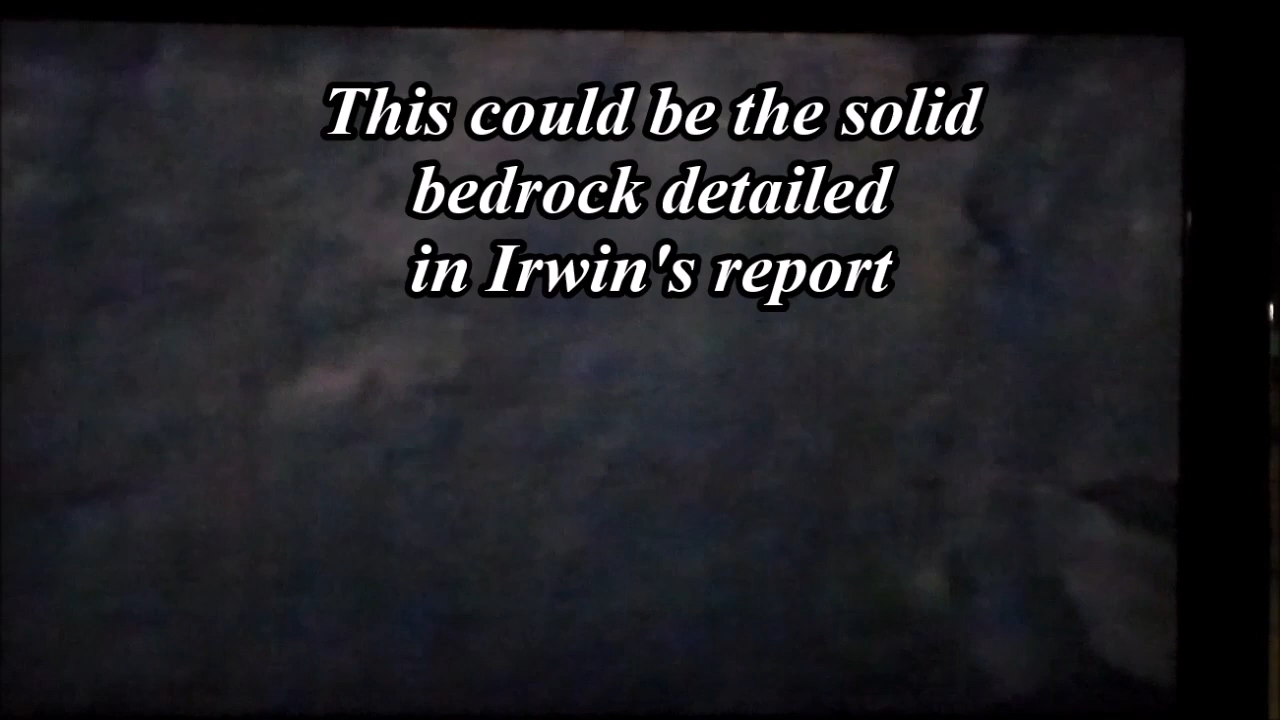 This could be the solid
bedrock detailed
in Irwin's report